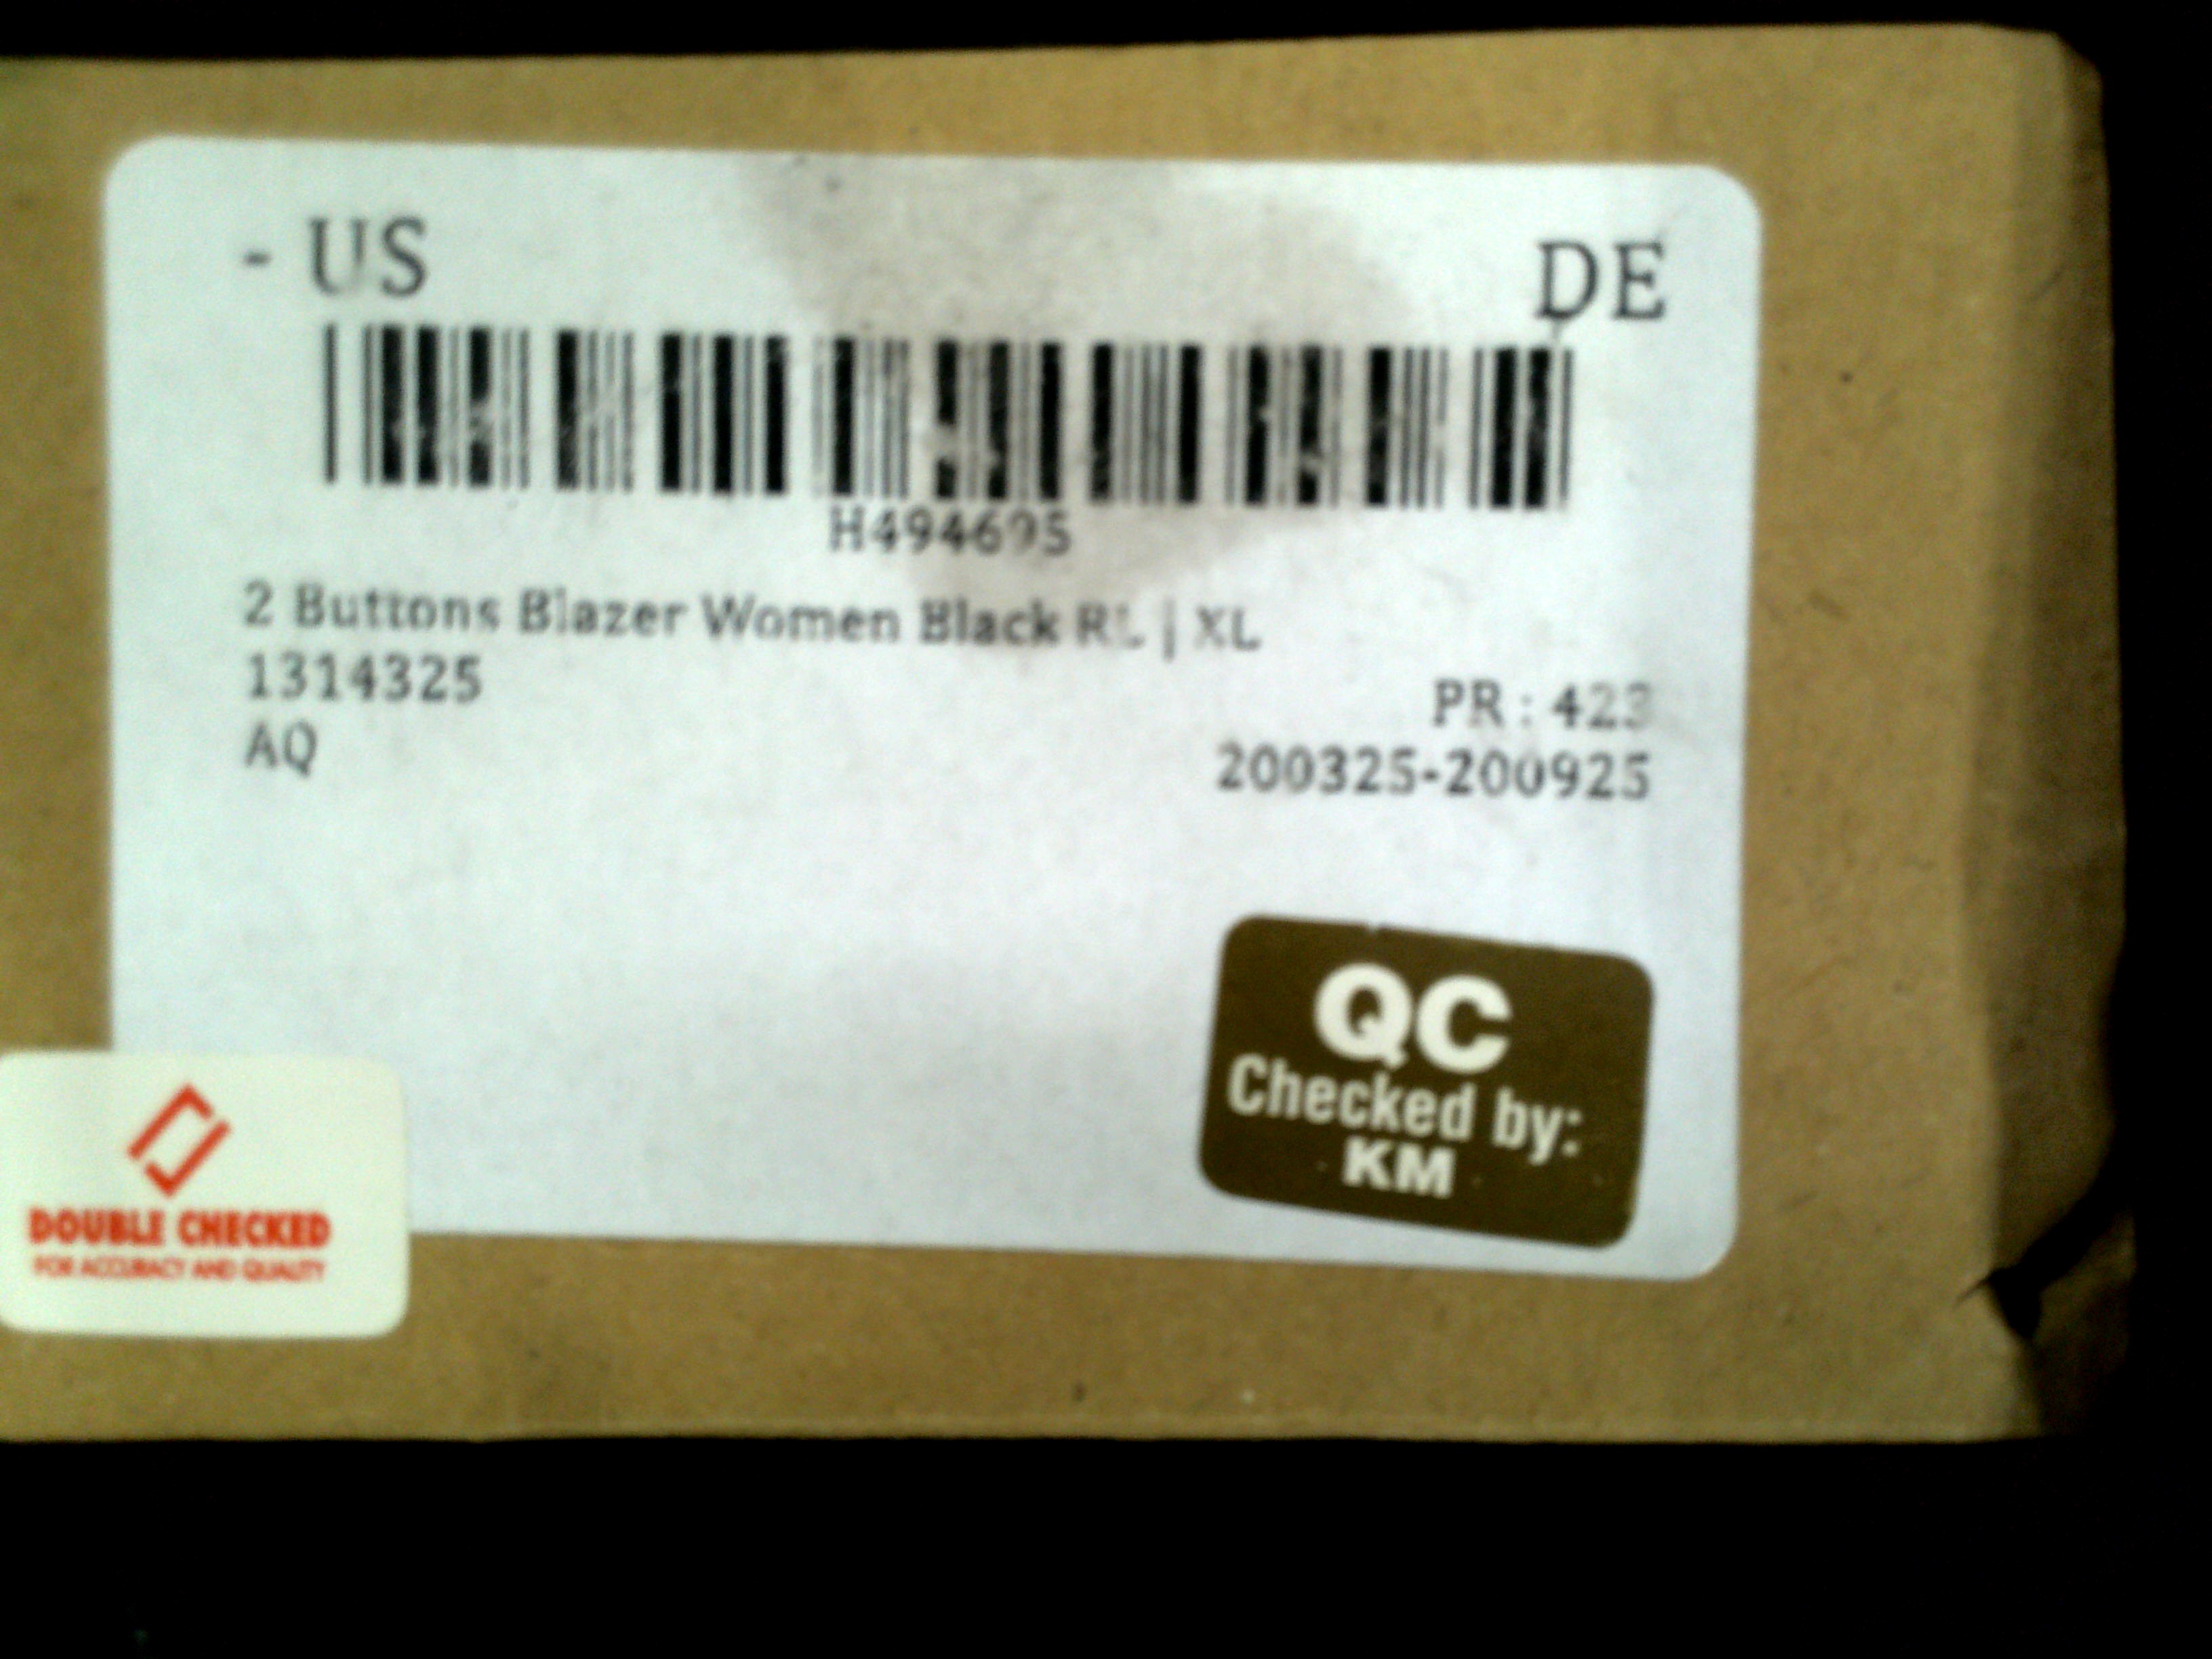 - US DE
H494695
2 Buttons Blazer Women Black RL | XL
1314325
PR : 423
AQ
200325-200925
QC
Checked by:
KM
DOUBLE CHECKED
FOR ACCURACY AND QUALITY